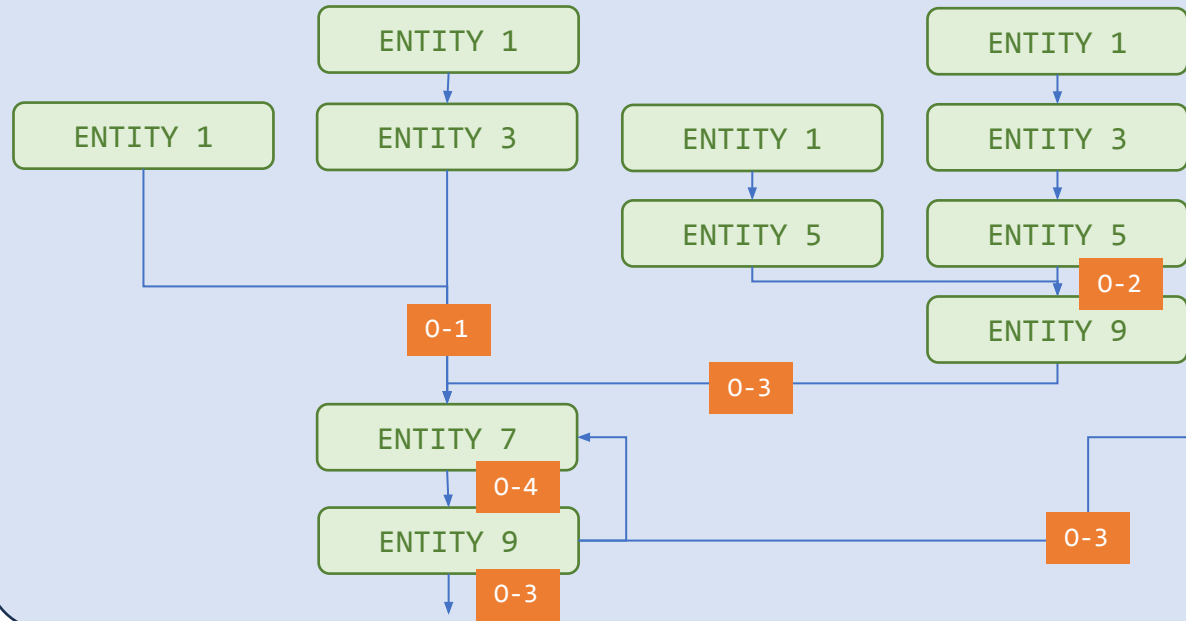 ENTITY 1
ENTITY 1
ENTITY 1
ENTITY 3
ENTITY 1
ENTITY 3
ENTITY 5
ENTITY 5
O-2
O-1
ENTITY 9
O-3
ENTITY 7
O-4
ENTITY 9
O-3
O-3